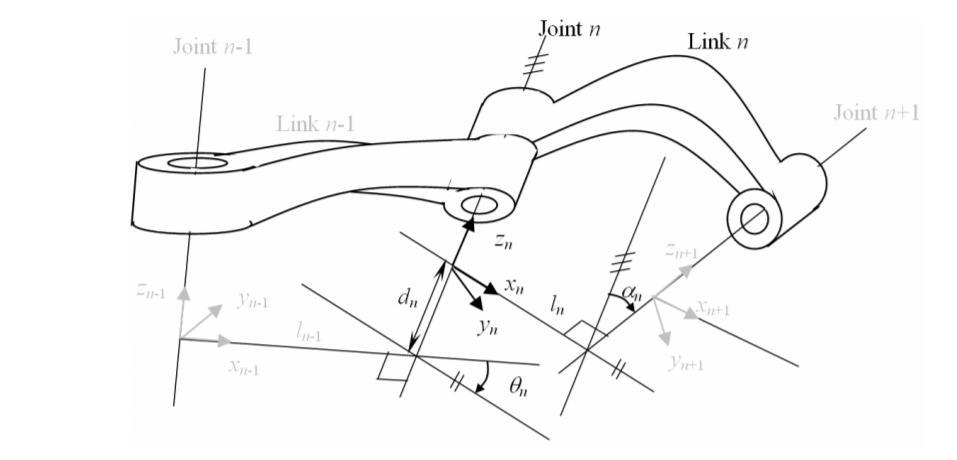 Joint n
Link n
Joint n-1
Joint n+1
Link n-1
zn
zn+1
zn-1
yn-1
dn
xn
ln
αn
xn+1
yn
ln-1
xn-1
yn+1
θn